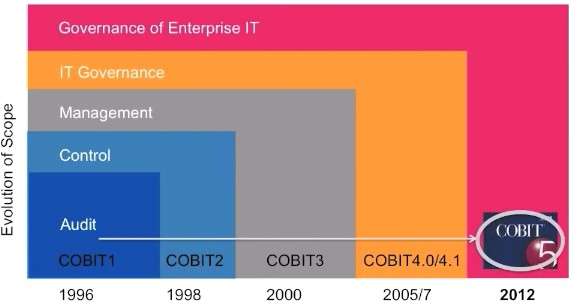 Governance of Enterprise IT
IT Governance
Management
Control
Audit
Evolution of Scope
COBIT1 COBIT2 COBIT3 COBIT4.0/4.1 COBIT 5
1996 1998 2000 2005/7 2012